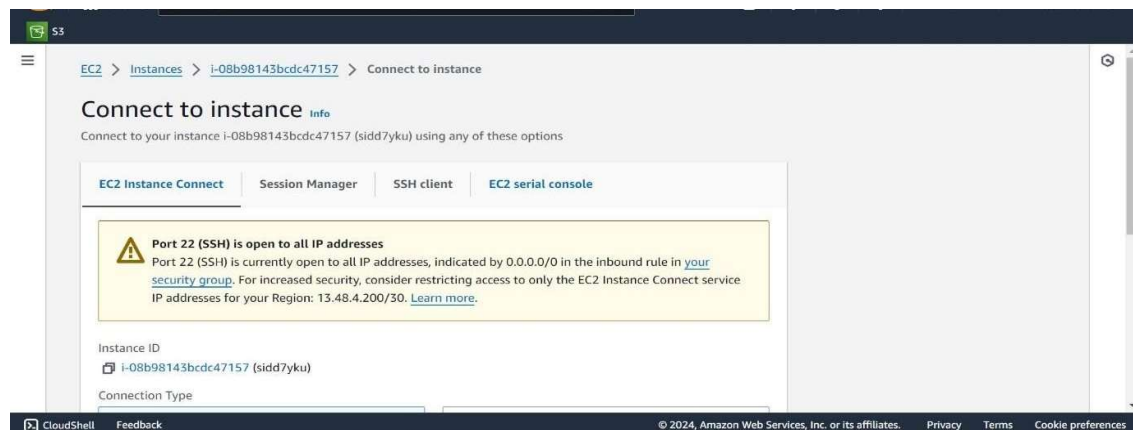 S3
EC2 > Instances > i-08b98143bcdc47157 > Connect to instance
Connect to instance Info
Connect to your instance i-08b98143bcdc47157 (sidd7yku) using any of these options
EC2 Instance Connect Session Manager SSH client EC2 serial console
Port 22 (SSH) is open to all IP addresses
Port 22 (SSH) is currently open to all IP addresses, indicated by 0.0.0.0/0 in the inbound rule in your
security group. For increased security, consider restricting access to only the EC2 Instance Connect service
IP addresses for your Region: 13.48.4.200/30. Learn more.
Instance ID
i-08b98143bcdc47157 (sidd7yku)
Connection Type
CloudShell Feedback © 2024, Amazon Web Services, Inc. or its affiliates. Privacy Terms Cookie preferences